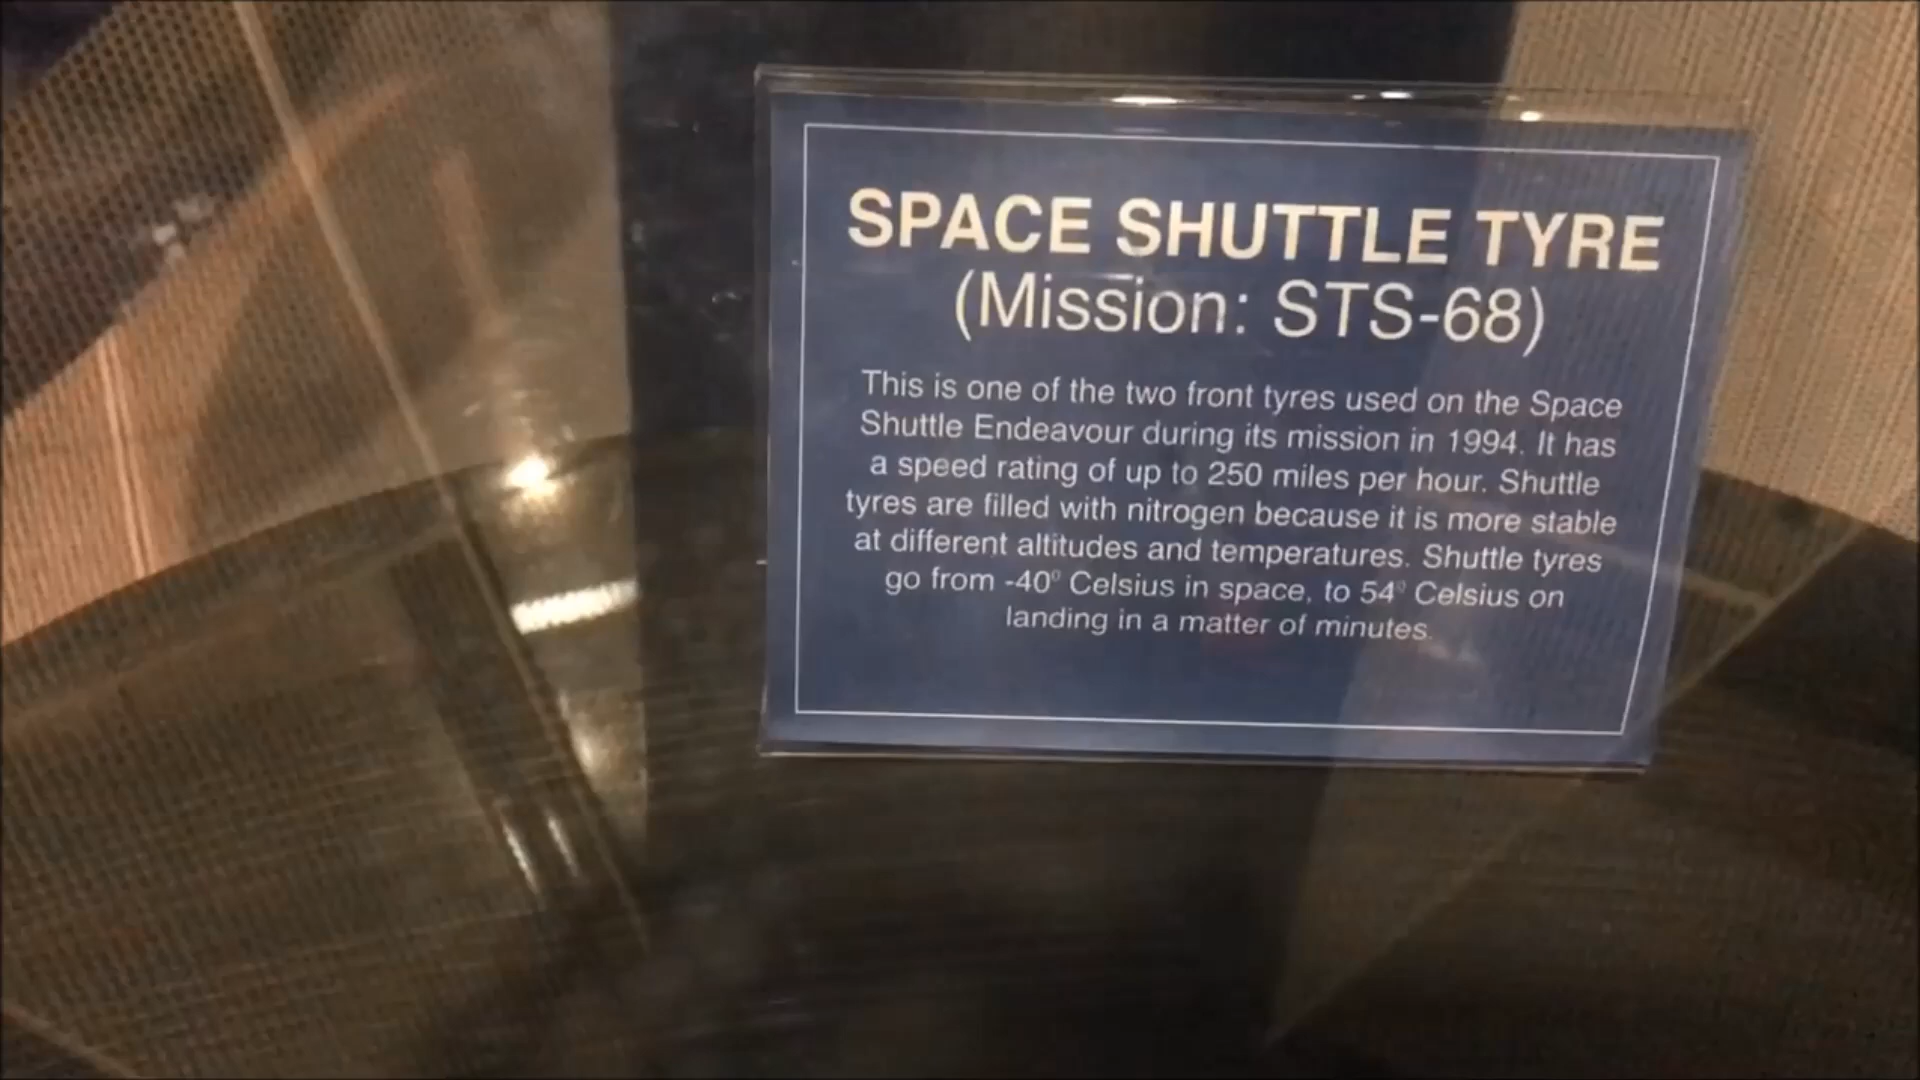 SPACE SHUTTLE TYRE
(Mission: STS-68)
This is one of the two front tyres used on the Space
Shuttle Endeavour during its mission in 1994. It has
a speed rating of up to 250 miles per hour. Shuttle
tyres are filled with nitrogen because it is more stable
at different altitudes and temperatures. Shuttle tyres
go from -40° Celsius in space, to 54° Celsius on
landing in a matter of minutes.